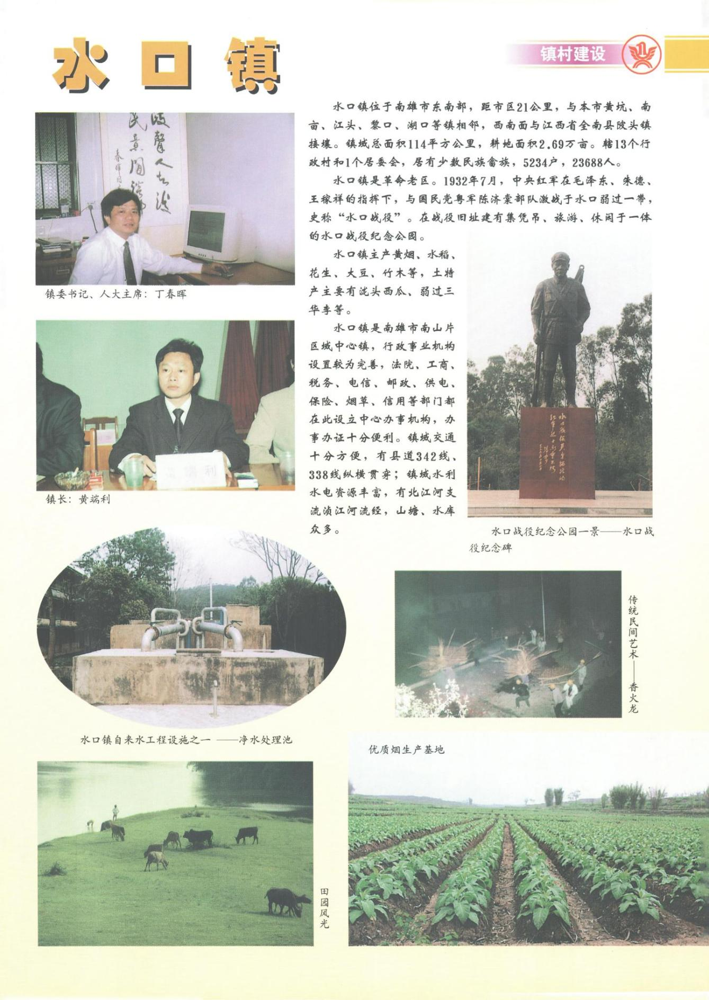 水口镇
镇村建设
水口镇位于南雄市东南部，距市区21公里，与本市黄坑、南
亩、江头、黎口、湖口等镇相邻，西南面与江西省全南县陂头镇
接壤。镇域总面积114平方公里，耕地面积2.69万亩。辖13个行
政村和1个居委会，居有少数民族畲族，5234户，23688人。
水口镇是革命老区。1932年7月，中央红军在毛泽东、朱德、
王稼祥的指挥下，与国民党粤军陈济棠部队激战于水口弱过一带，
史称“水口战役”。在战役旧址建有集凭吊、旅游、休闲于一体
的水口战役纪念公园。
水口镇主产黄烟、水稻、
花生、大豆、竹木等，土特
产主要有泷头西瓜、弱过三
华李等。
水口镇是南雄市南山片
区域中心镇，行政事业机构
设置较为完善，法院、工商、
税务、电信、邮政、供电、
保险、烟草、信用等部门都
在此设立中心办事机构，办
事办证十分便利。镇域交通
十分方便，有县道342线、
338线纵横贯穿；镇域水利
水电资源丰富，有北江河支
流浈江河流经，山塘、水库
众多。
镇委书记、人大主席：丁春晖
镇长：黄端利
水口战役纪念公园一景——水口战
役纪念碑
传统民间艺术——香火龙
水口镇自来水工程设施之一 ——净水处理池
优质烟生产基地
田园风光